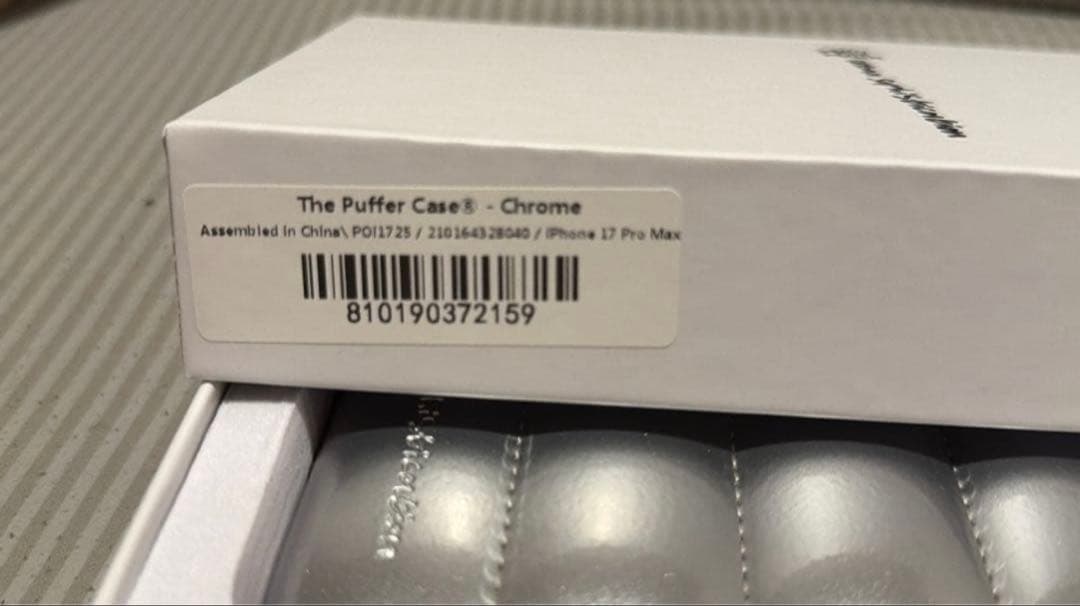 The Puffer Case® - Chrome
Assembled in China\ POI1725 / 210164328040 / iPhone 17 Pro Max
810190372159